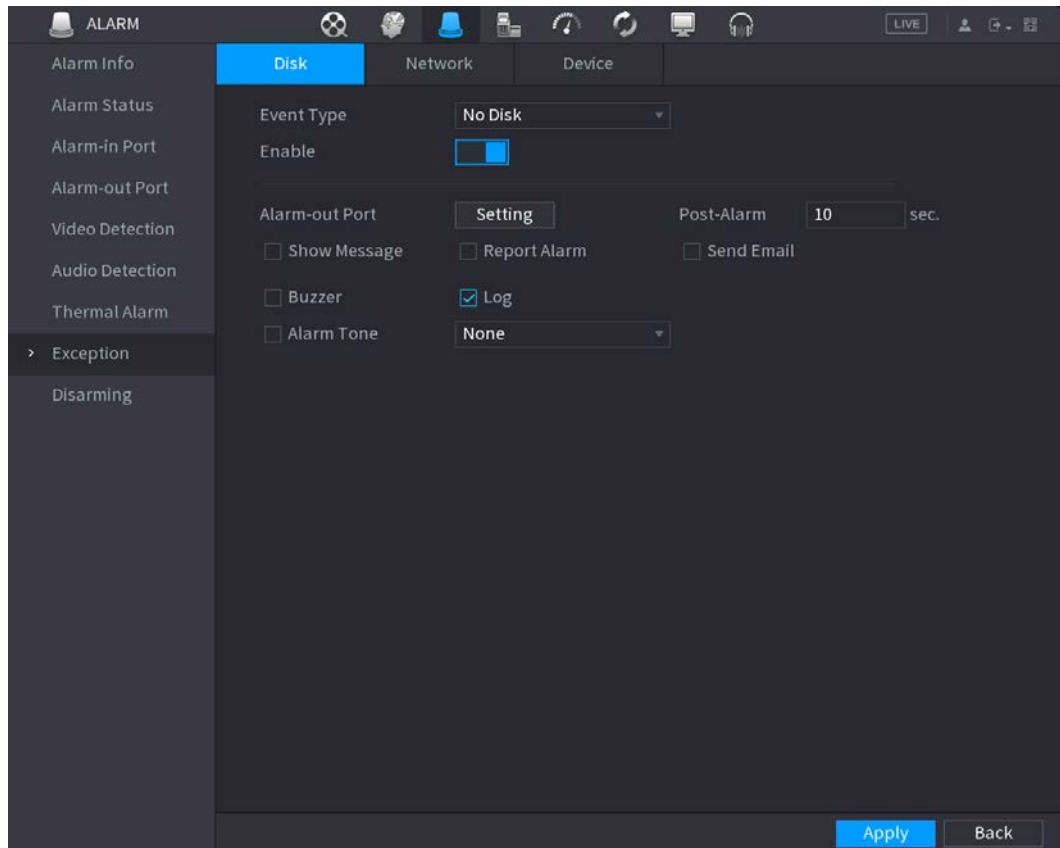 ALARM LIVE
Alarm Info
Alarm Status
Alarm-in Port
Alarm-out Port
Video Detection
Audio Detection
Thermal Alarm
Exception
Disarming
Disk Network Device
Event Type No Disk
Enable
Alarm-out Port Setting Post-Alarm 10 sec.
Show Message Report Alarm Send Email
Buzzer Log
Alarm Tone None
Apply Back